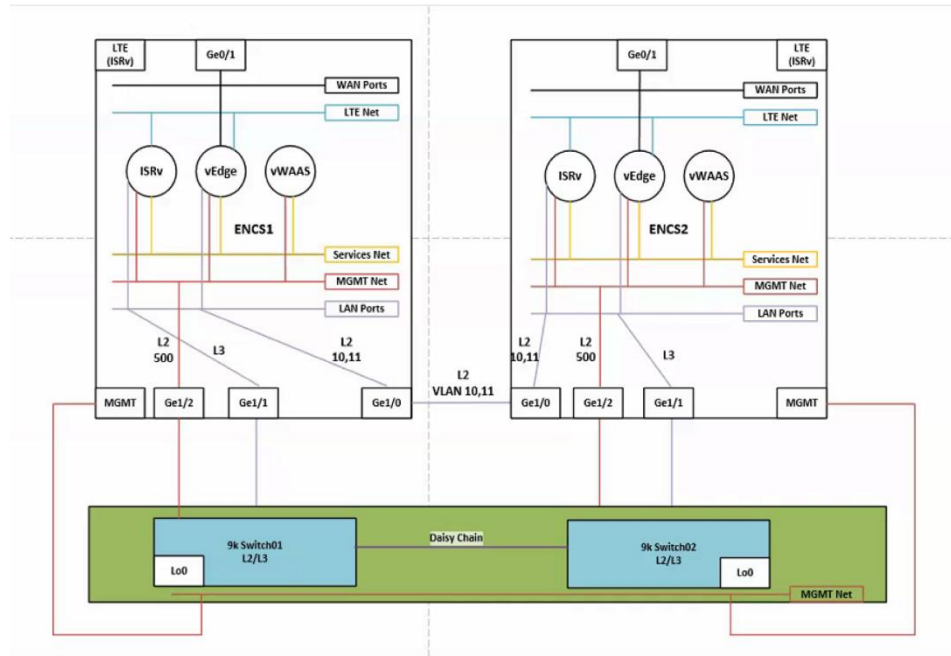 LTE
(ISRv)
Ge0/1
WAN Ports
LTE Net
ISRv
vEdge
vWAAS
ENCS1
Services Net
MGMT Net
LAN Ports
L2
500
L3
L2
10,11
MGMT
Ge1/2
Ge1/1
Ge1/0
L2
VLAN 10,11
Ge0/1
LTE
(ISRv)
WAN Ports
LTE Net
ISRv
vEdge
vWAAS
ENCS2
Services Net
MGMT Net
LAN Ports
L2
10,11
L2
500
L3
Ge1/0
Ge1/2
Ge1/1
MGMT
9k Switch01
L2/L3
Lo0
Daisy Chain
9k Switch02
L2/L3
Lo0
MGMT Net